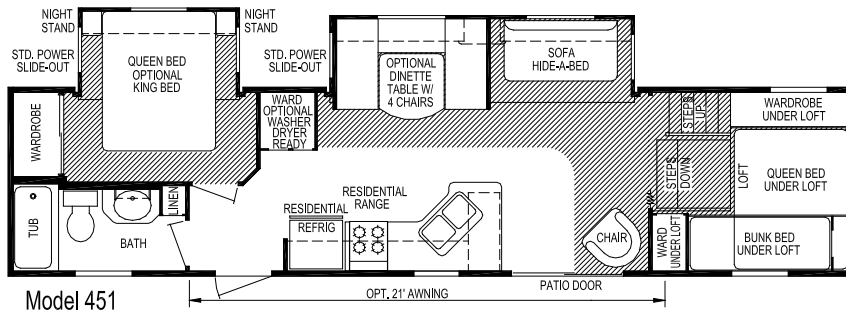 NIGHT
STAND
NIGHT
STAND
STD. POWER
SLIDE-OUT
STD. POWER
SLIDE-OUT
QUEEN BED
OPTIONAL
KING BED
OPTIONAL
DINETTE
TABLE W/
4 CHAIRS
SOFA
HIDE-A-BED
WARDROBE
WARD
OPTIONAL
WASHER
DRYER
READY
STEPS
UP
WARDROBE
UNDER LOFT
STEPS
DOWN
LOFT
QUEEN BED
UNDER LOFT
TUB
LINEN
BATH
RESIDENTIAL
RANGE
RESIDENTIAL
REFRIG
CHAIR
WARD
UNDER LOFT
BUNK BED
UNDER LOFT
Model 451
OPT. 21' AWNING
PATIO DOOR